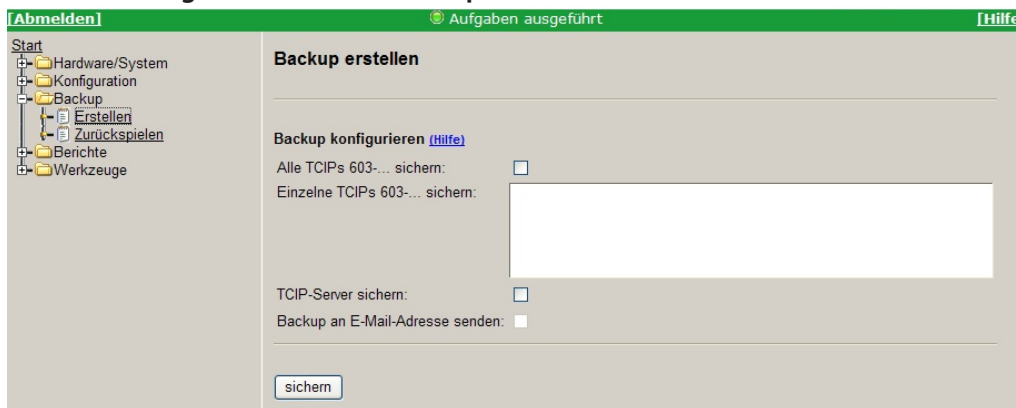 [Abmelden] Aufgaben ausgeführt [Hilfe
Start
Hardware/System
Konfiguration
Backup
Erstellen
Zurückspielen
Berichte
Werkzeuge
Backup erstellen
Backup konfigurieren (Hilfe)
Alle TCIPs 603-... sichern:
Einzelne TCIPs 603-... sichern:
TCIP-Server sichern:
Backup an E-Mail-Adresse senden:
sichern